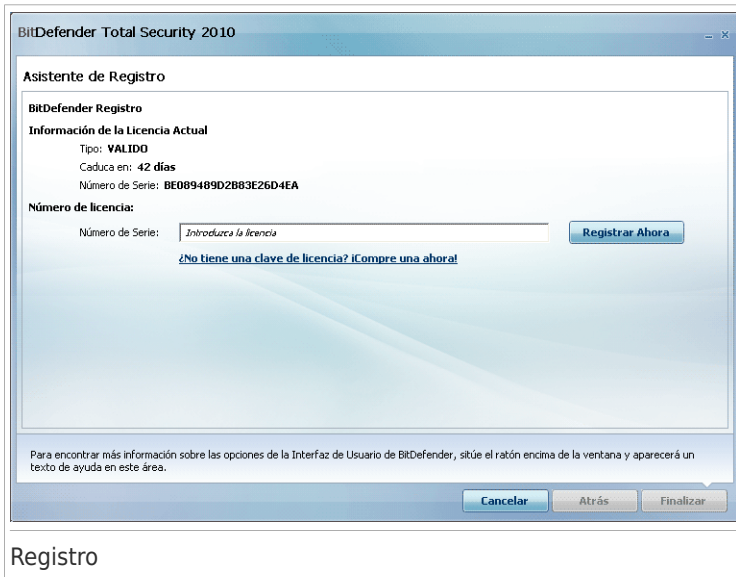 BitDefender Total Security 2010
Asistente de Registro
BitDefender Registro
Información de la Licencia Actual
Tipo: VALIDO
Caduca en: 42 días
Número de Serie: BE089489D2B83E26D4EA
Número de licencia:
Número de Serie: Introduzca la licencia Registrar Ahora
¿No tiene una clave de licencia? ¡Compre una ahora!
Para encontrar más información sobre las opciones de la Interfaz de Usuario de BitDefender, sitúe el ratón encima de la ventana y aparecerá un
texto de ayuda en este área.
Cancelar Atrás Finalizar
Registro